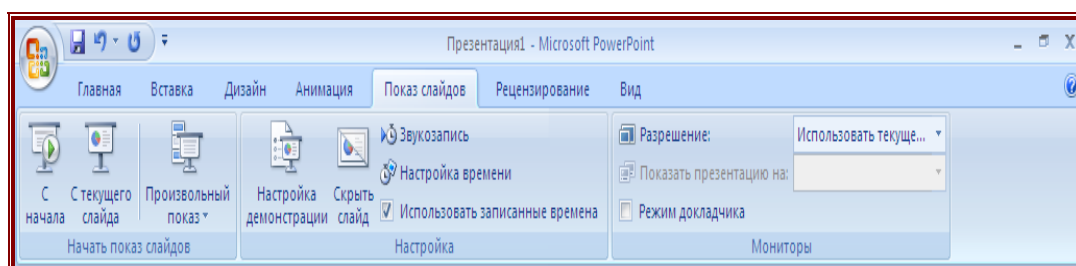 Презентация1 - Microsoft PowerPoint
Главная Вставка Дизайн Анимация Показ слайдов Рецензирование Вид
С начала
С текущего слайда
Произвольный показ
Начать показ слайдов
Настройка демонстрации
Скрыть слайд
Звукозапись
Настройка времени
Использовать записанные времена
Настройка
Разрешение: Использовать текуще...
Показать презентацию на:
Режим докладчика
Мониторы